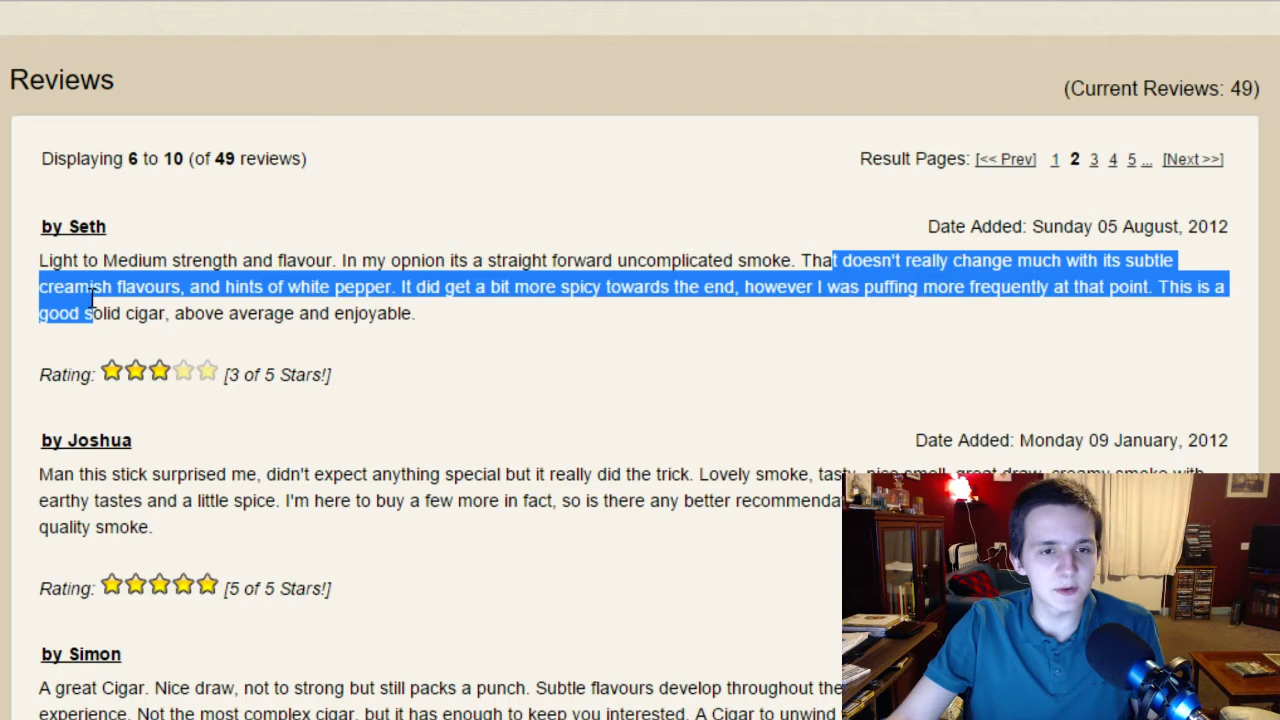 Reviews
(Current Reviews: 49)
Displaying 6 to 10 (of 49 reviews)
Result Pages: [<< Prev] 1 2 3 4 5 ... [Next >>]
by Seth
Date Added: Sunday 05 August, 2012
Light to Medium strength and flavour. In my opnion its a straight forward uncomplicated smoke. That doesn't really change much with its subtle
creamish flavours, and hints of white pepper. It did get a bit more spicy towards the end, however I was puffing more frequently at that point. This is a
good solid cigar, above average and enjoyable.
Rating: [3 of 5 Stars!]
by Joshua
Date Added: Monday 09 January, 2012
Man this stick surprised me, didn't expect anything special but it really did the trick. Lovely smoke, tasty, nice smell, great draw, creamy smoke with
earthy tastes and a little spice. I'm here to buy a few more in fact, so is there any better
quality smoke.
Rating: [5 of 5 Stars!]
by Simon
A great Cigar. Nice draw, not to strong but still packs a punch. Subtle flavours develop throughout the
experience. Not the most complex cigar, but it has enough to keep you interested. A Cigar to unwind